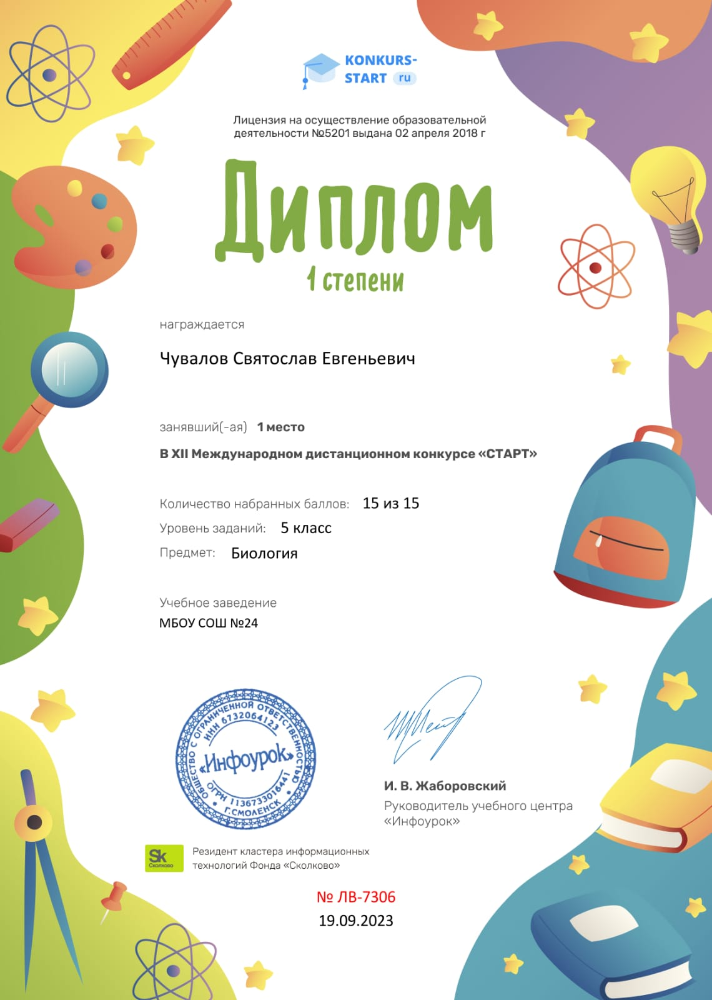 KONKURS-
START ru
Лицензия на осуществление образовательной
деятельности №5201 выдана 02 апреля 2018 г
Диплом
1 степени
награждается
Чувалов Святослав Евгеньевич
занявший(-ая) 1 место
В XII Международном дистанционном конкурсе «СТАРТ»
Количество набранных баллов: 15 из 15
Уровень заданий: 5 класс
Предмет: Биология
Учебное заведение
МБОУ СОШ №24
ОБЩЕСТВО С ОГРАНИЧЕННОЙ ОТВЕТСТВЕННОСТЬЮ
ИНН 6732064123
«Инфоурок»
ОГРН 1136733016441
Г.СМОЛЕНСК
И. В. Жаборовский
Руководитель учебного центра
«Инфоурок»
Sk
Сколково
Резидент кластера информационных
технологий Фонда «Сколково»
№ ЛВ-7306
19.09.2023